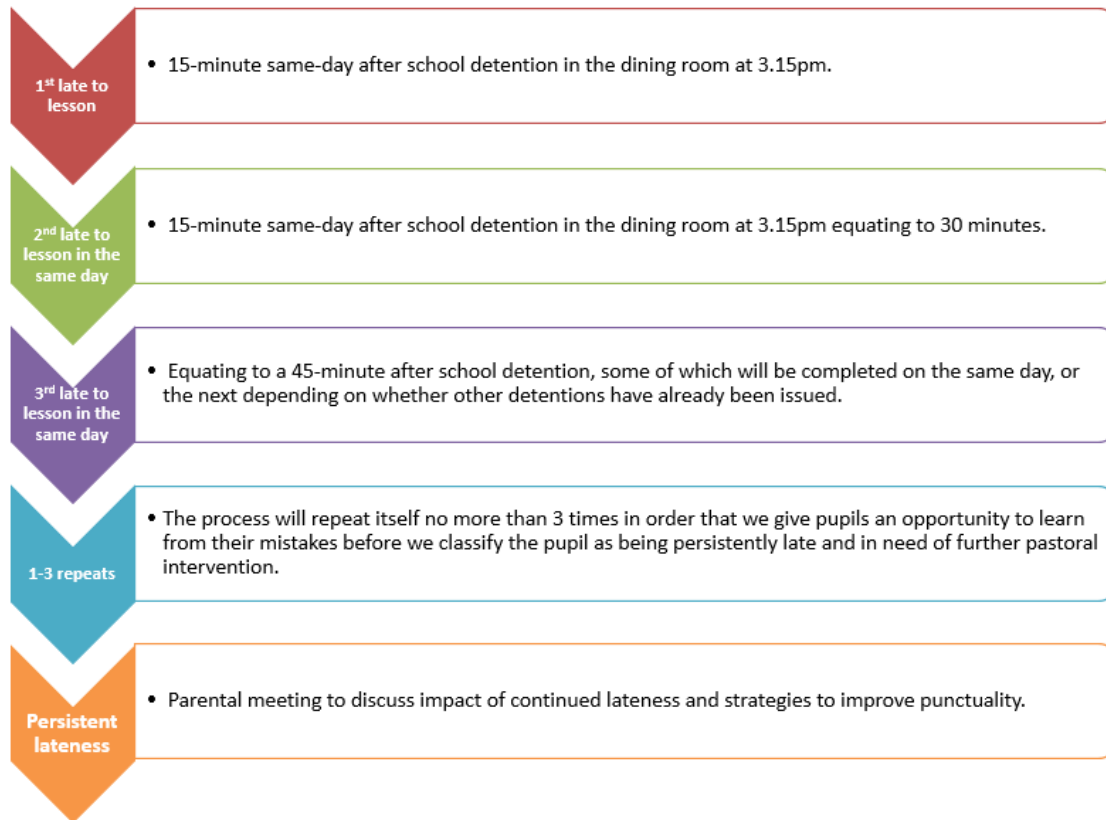 1st late to
lesson
• 15-minute same-day after school detention in the dining room at 3.15pm.
2nd late to
lesson in the
same day
• 15-minute same-day after school detention in the dining room at 3.15pm equating to 30 minutes.
3rd late to
lesson in the
same day
• Equating to a 45-minute after school detention, some of which will be completed on the same day, or
the next depending on whether other detentions have already been issued.
1-3 repeats
• The process will repeat itself no more than 3 times in order that we give pupils an opportunity to learn
from their mistakes before we classify the pupil as being persistently late and in need of further pastoral
intervention.
Persistent
lateness
• Parental meeting to discuss impact of continued lateness and strategies to improve punctuality.